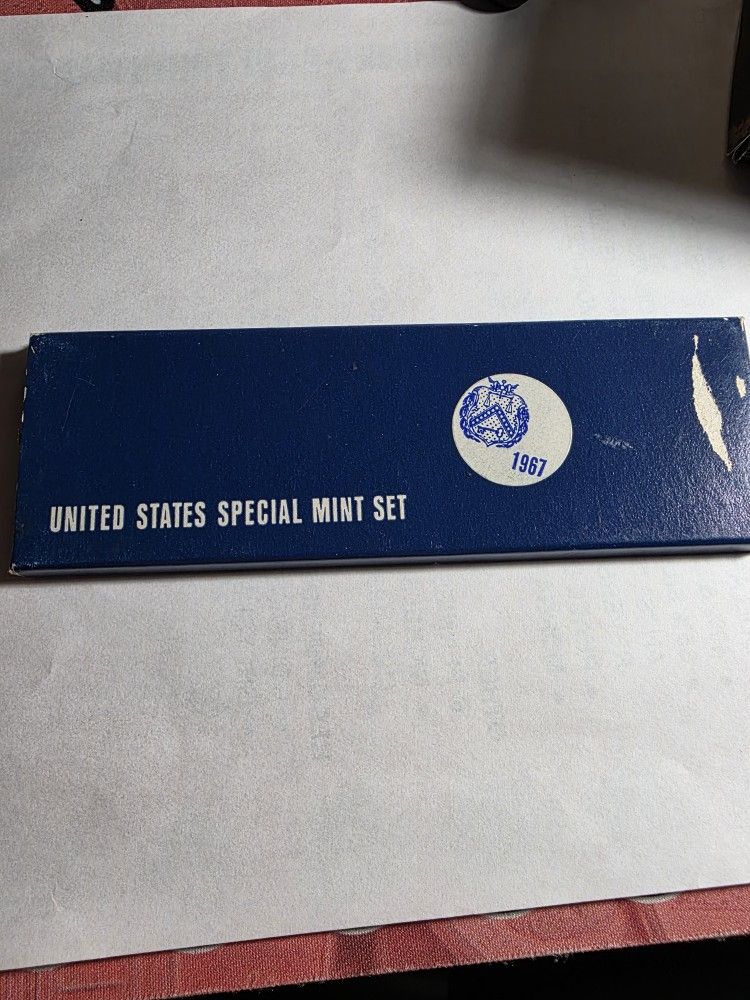 1967
UNITED STATES SPECIAL MINT SET